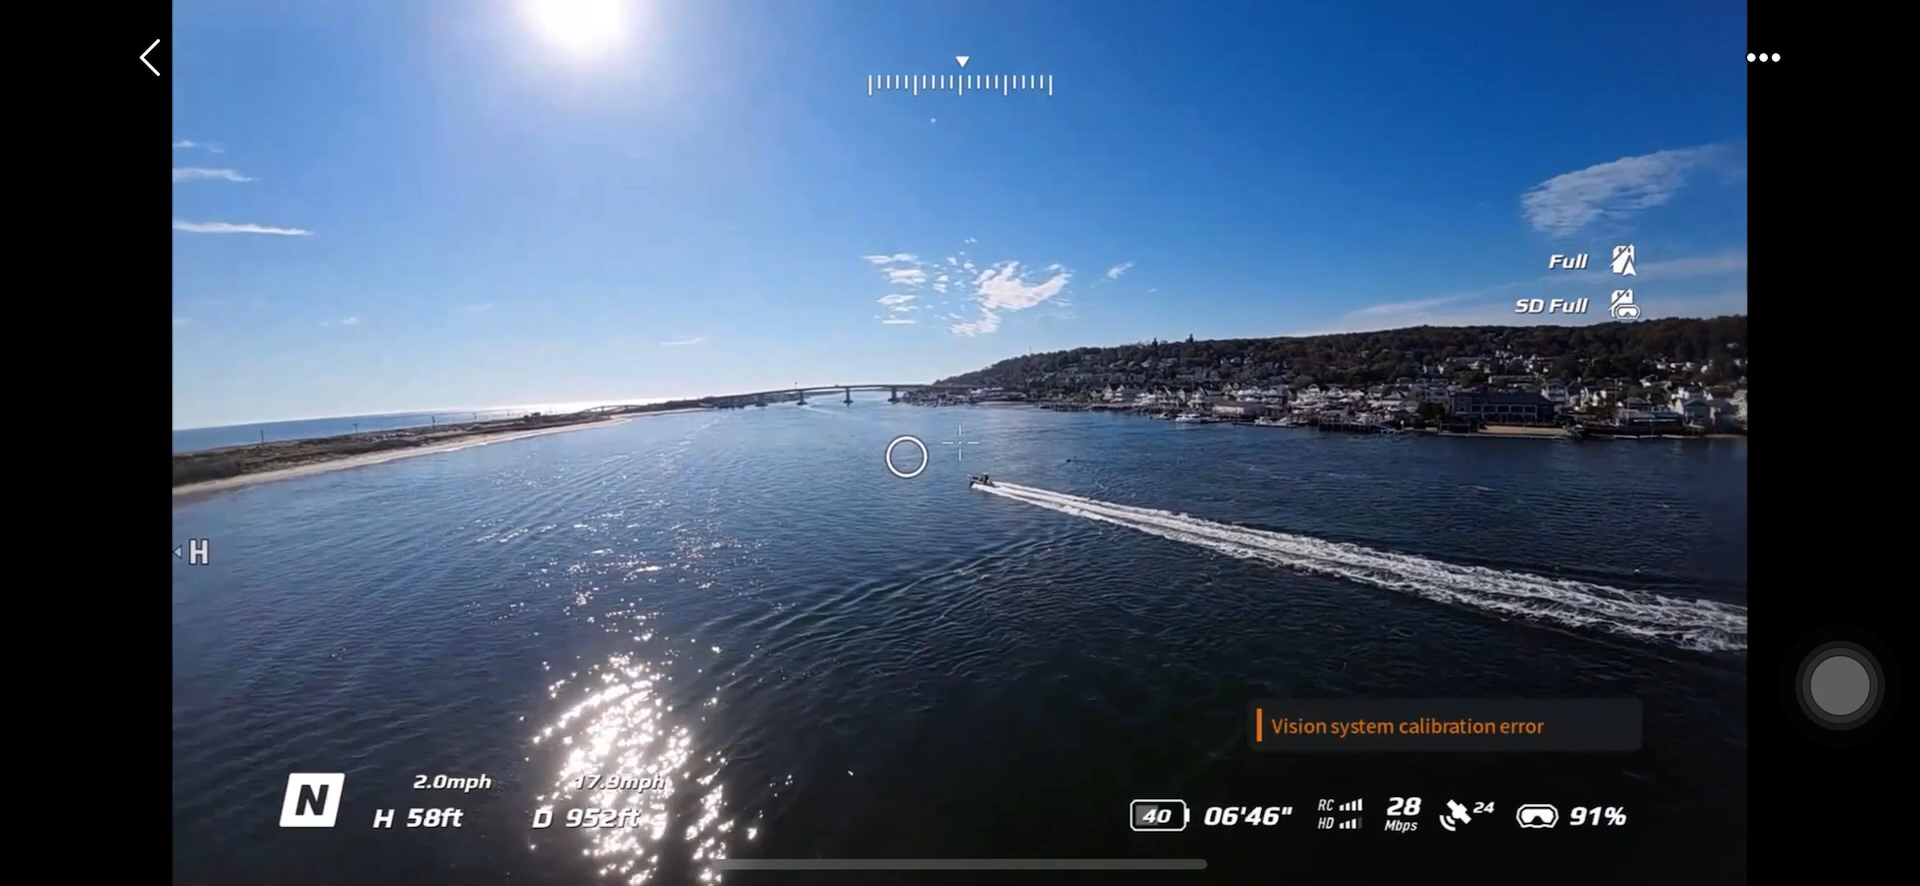 Full
SD Full
H
Vision system calibration error
N
2.0mph
17.9mph
H 58ft
D 952ft
40
06'46"
RC
HD
28
Mbps
24
91%